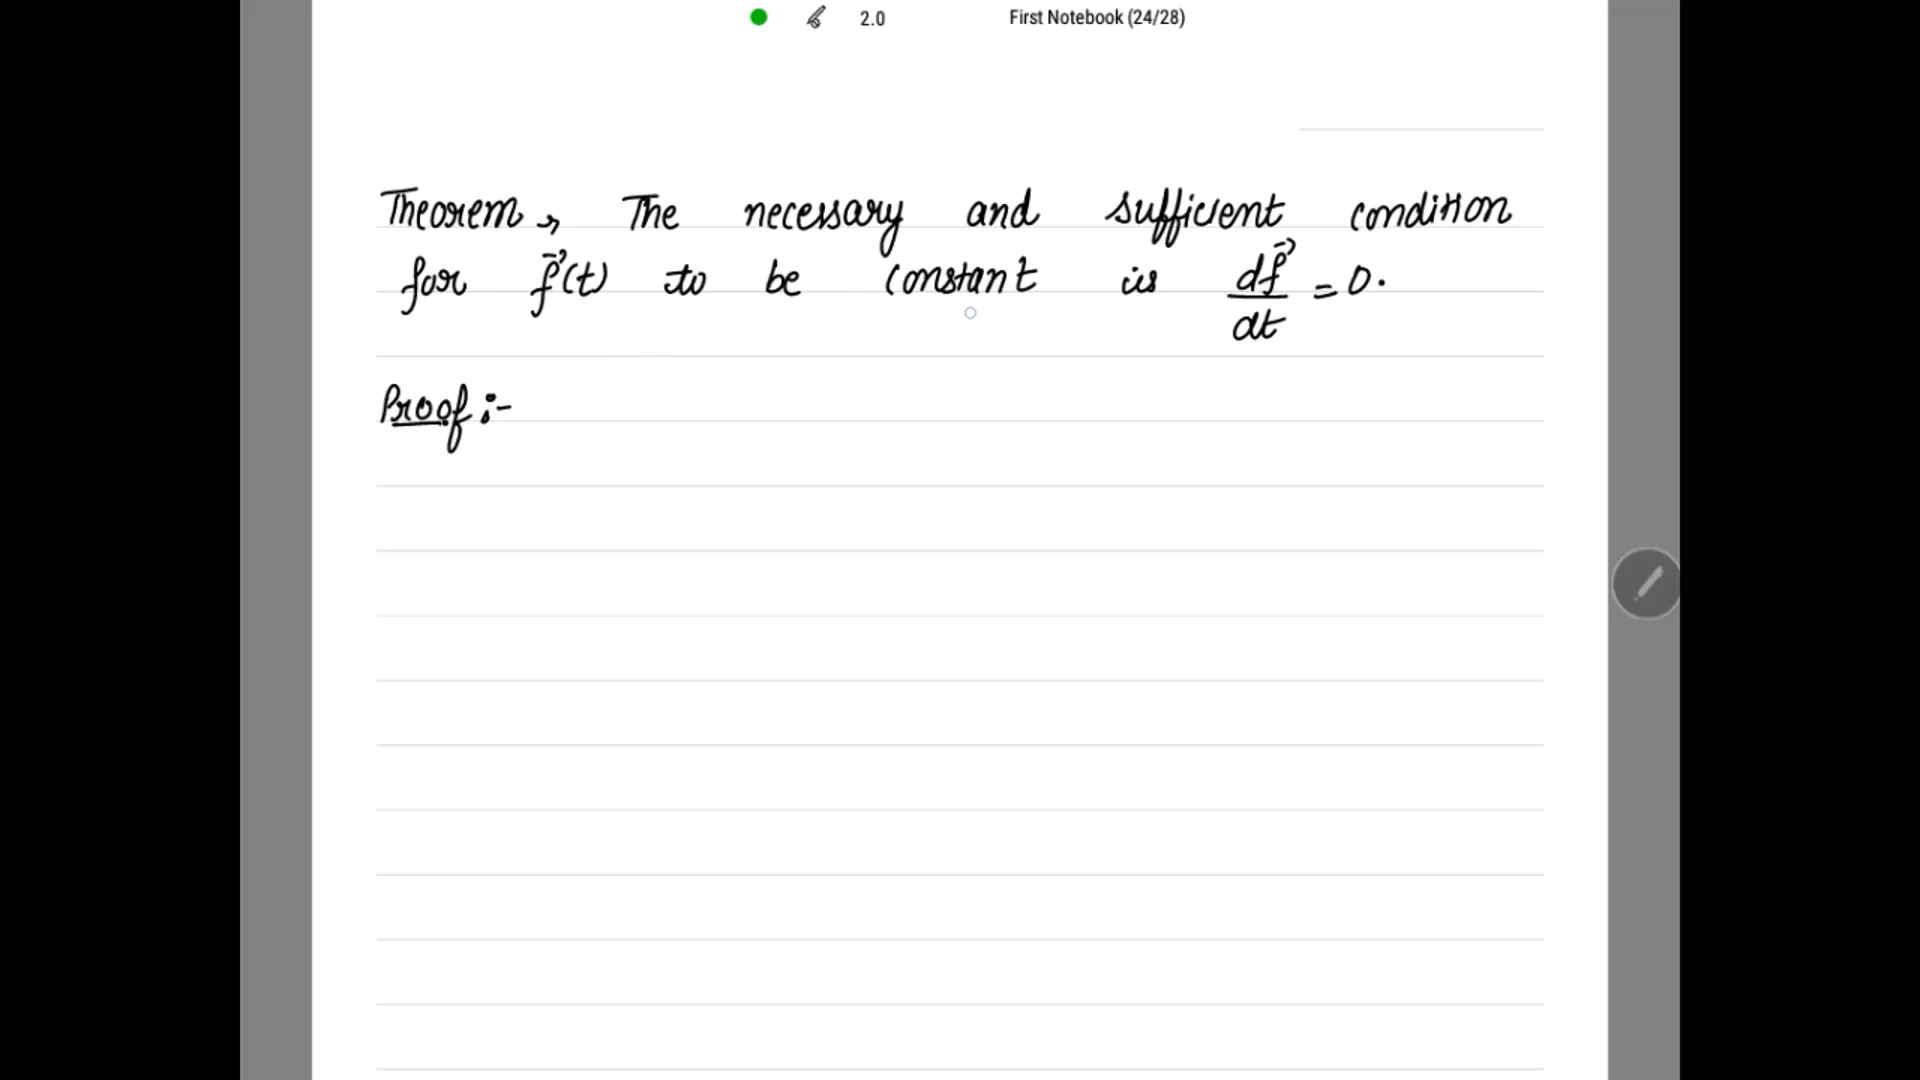 2.0 First Notebook (24/28)
Theorem → The necessary and sufficient condition
for f⃗(t) to be constant is df⃗/dt = 0.
Proof :-